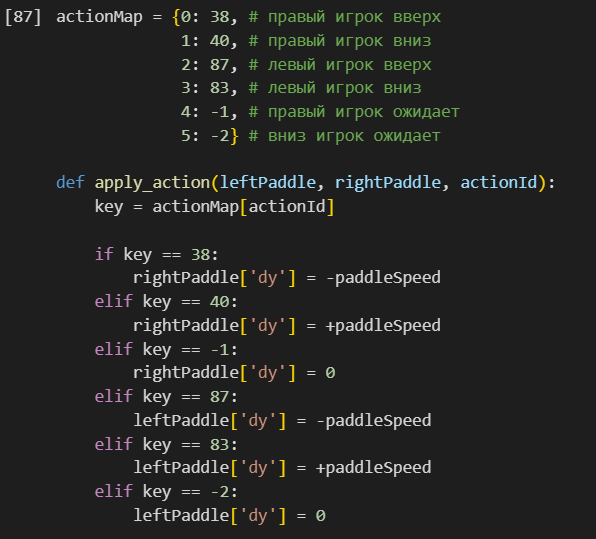 [87] actionMap = {0: 38, # правый игрок вверх
             1: 40, # правый игрок вниз
             2: 87, # левый игрок вверх
             3: 83, # левый игрок вниз
             4: -1, # правый игрок ожидает
             5: -2} # вниз игрок ожидает
def apply_action(leftPaddle, rightPaddle, actionId):
    key = actionMap[actionId]
    if key == 38:
        rightPaddle['dy'] = -paddleSpeed
    elif key == 40:
        rightPaddle['dy'] = +paddleSpeed
    elif key == -1:
        rightPaddle['dy'] = 0
    elif key == 87:
        leftPaddle['dy'] = -paddleSpeed
    elif key == 83:
        leftPaddle['dy'] = +paddleSpeed
    elif key == -2:
        leftPaddle['dy'] = 0